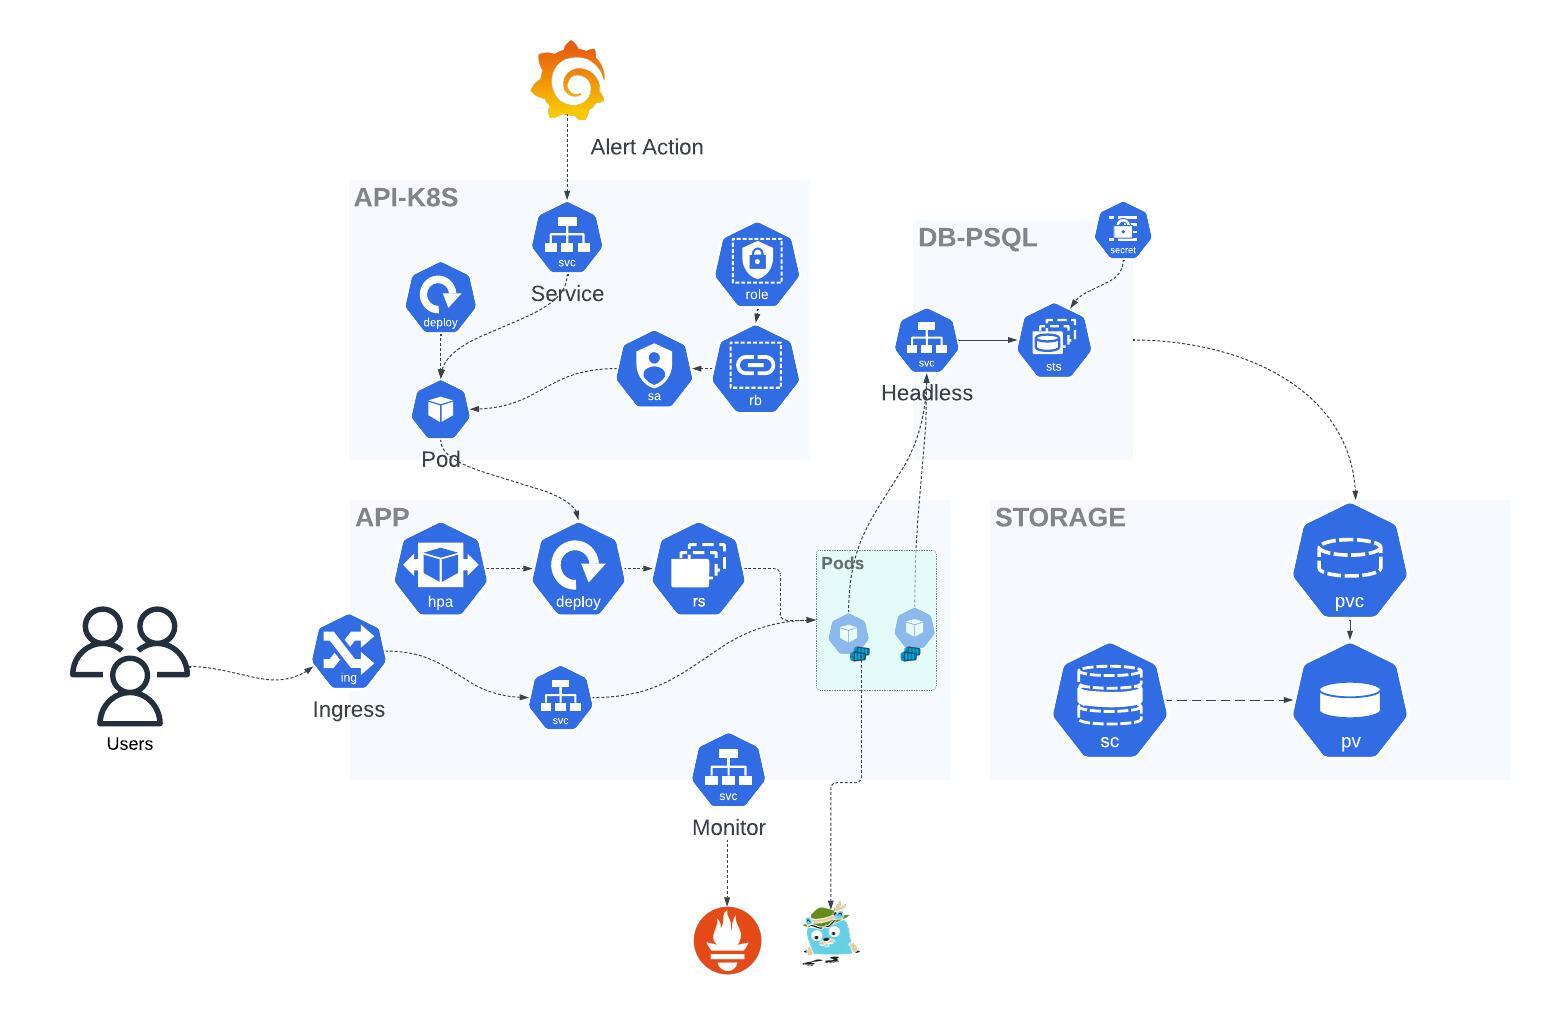 Alert Action
API-K8S
svc
Service
deploy
role
sa
rb
Pod
DB-PSQL
secret
svc
Headless
sts
APP
hpa
deploy
rs
Pods
ing
Ingress
svc
svc
Monitor
Users
STORAGE
pvc
sc
pv